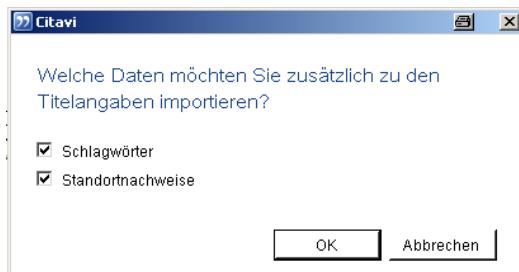 Citavi
Welche Daten möchten Sie zusätzlich zu den
Titelangaben importieren?
Schlagwörter
Standortnachweise
OK
Abbrechen